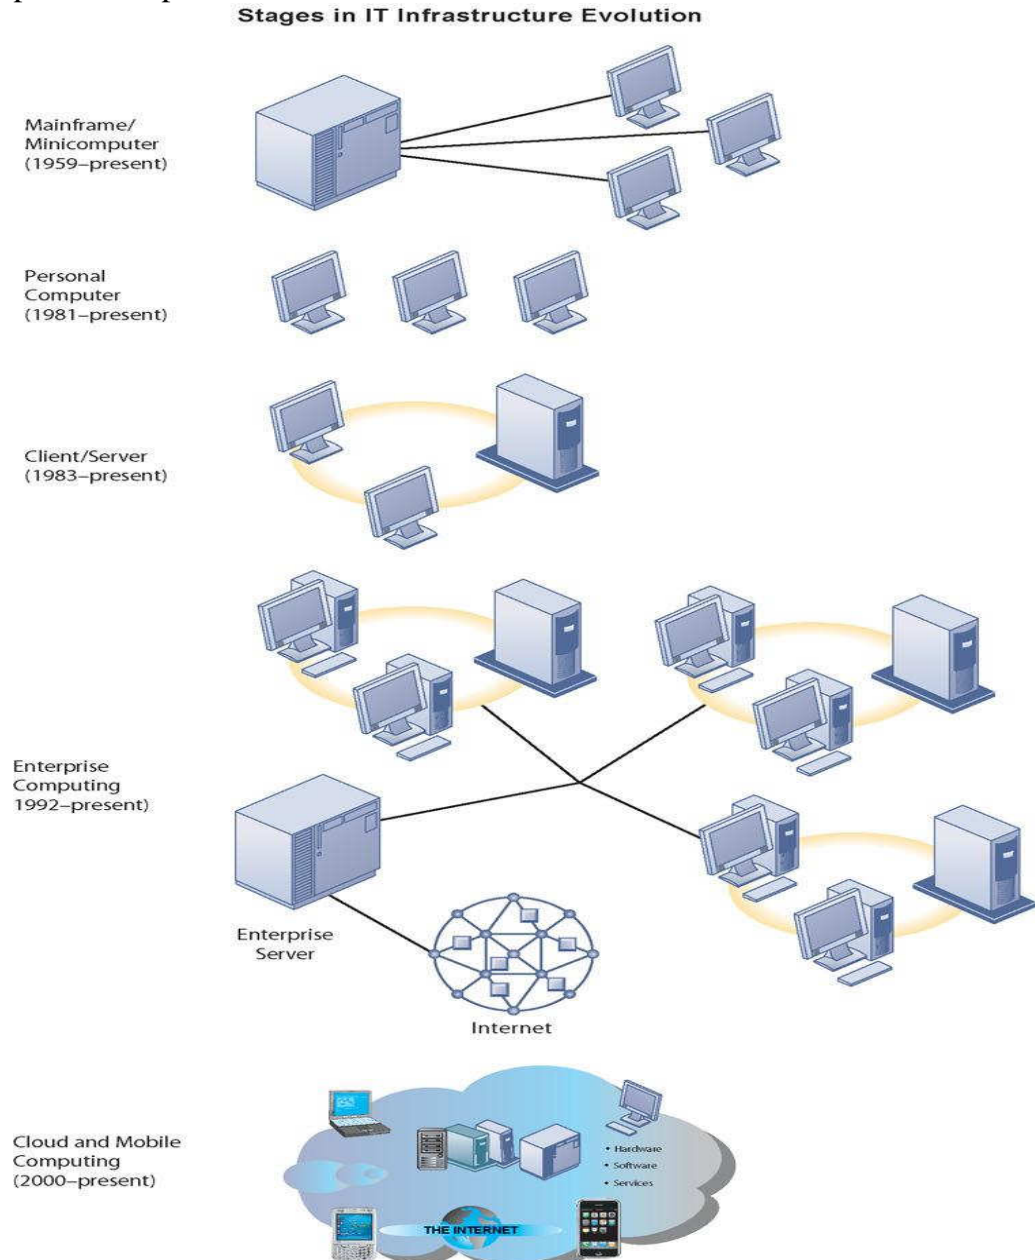 Stages in IT Infrastructure Evolution
Mainframe/
Minicomputer
(1959–present)
Personal
Computer
(1981–present)
Client/Server
(1983–present)
Enterprise
Computing
1992–present)
Enterprise
Server
Internet
Cloud and Mobile
Computing
(2000–present)
• Hardware
• Software
• Services
THE INTERNET